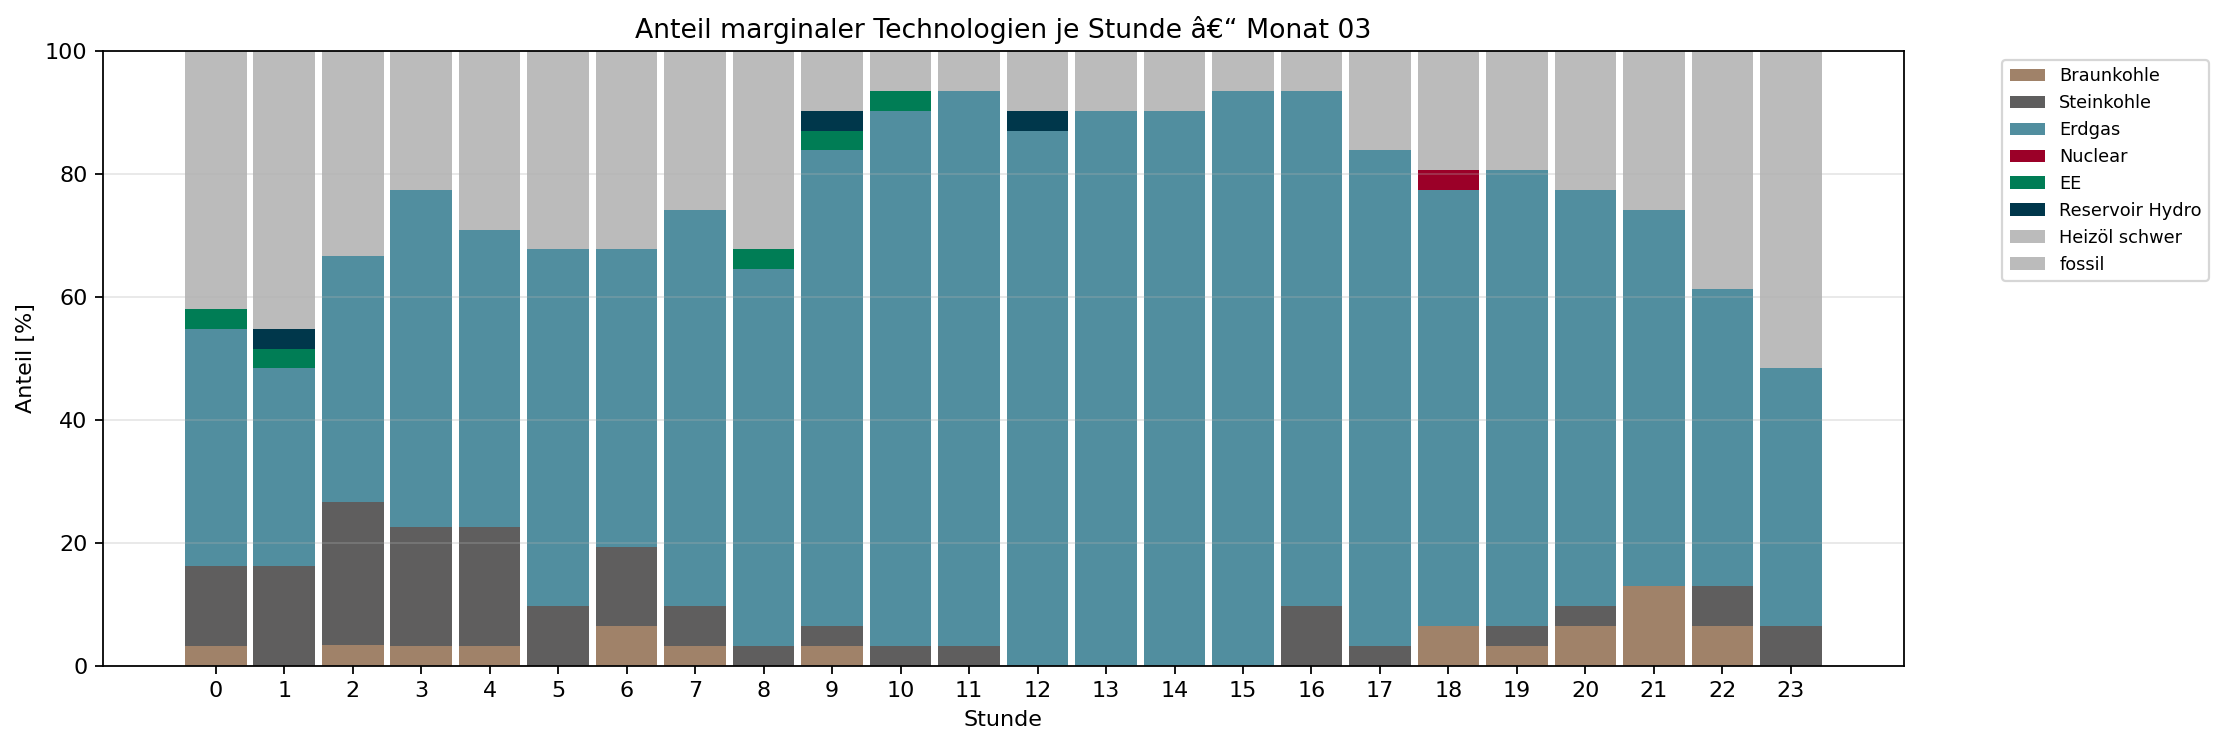 Anteil marginaler Technologien je Stunde â€“ Monat 03
Anteil [%]
100
80
60
40
20
0
0 1 2 3 4 5 6 7 8 9 10 11 12 13 14 15 16 17 18 19 20 21 22 23
Stunde
Braunkohle
Steinkohle
Erdgas
Nuclear
EE
Reservoir Hydro
Heizöl schwer
fossil